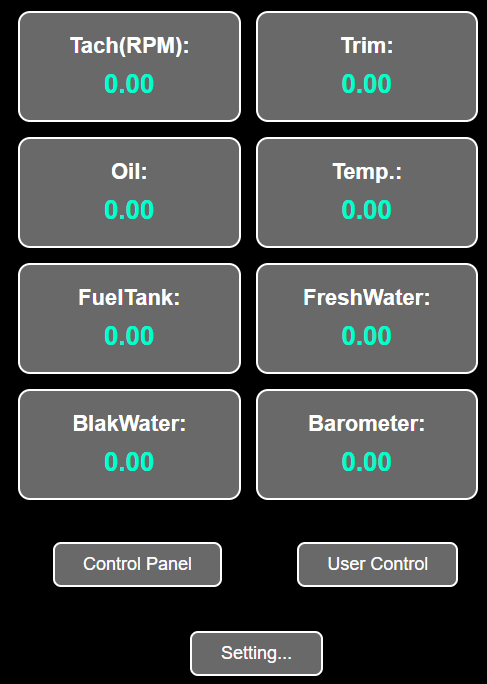 Tach(RPM):
0.00
Trim:
0.00
Oil:
0.00
Temp.:
0.00
FuelTank:
0.00
FreshWater:
0.00
BlakWater:
0.00
Barometer:
0.00
Control Panel
User Control
Setting...